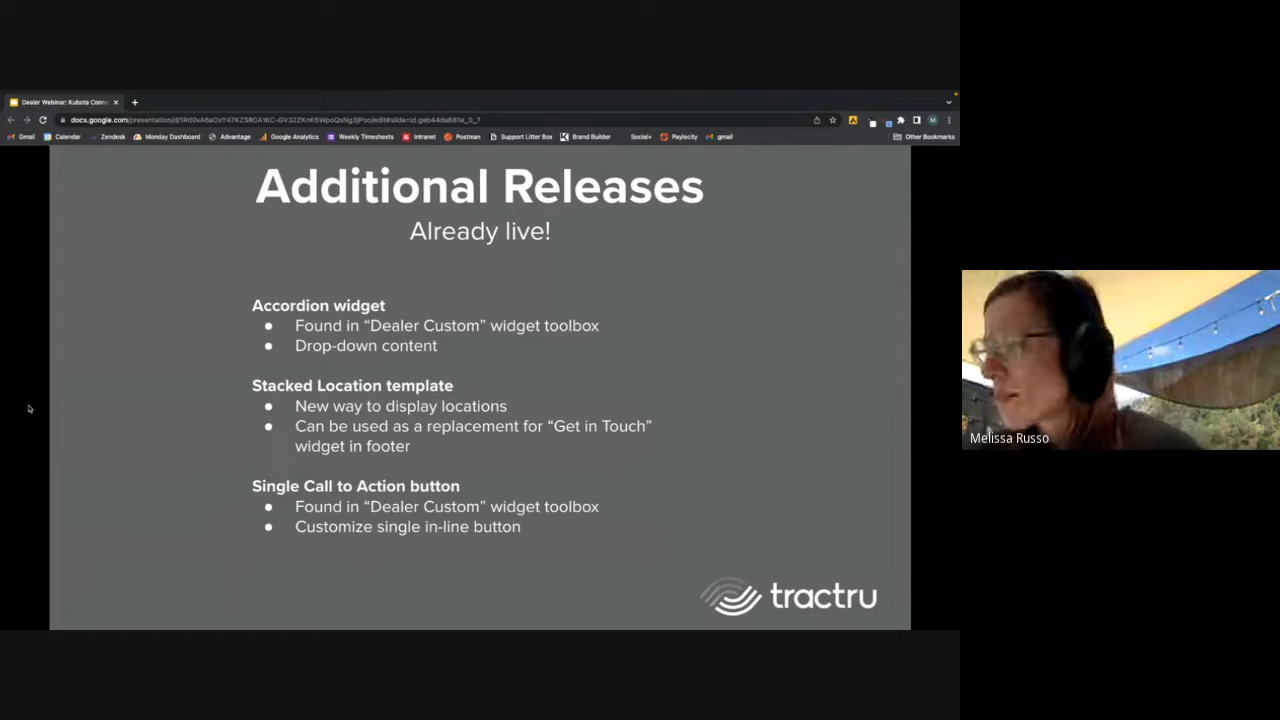 Dealer Webinar: Kubota Conn
docs.google.com
Gmail
Calendar
Zendesk
Monday Dashboard
Advantage
Google Analytics
Weekly Timesheets
Intranet
Postman
Support Litter Box
Brand Builder
Social+
Paylocity
gmail
Other Bookmarks
Additional Releases
Already live!
Accordion widget
● Found in “Dealer Custom” widget toolbox
● Drop-down content
Stacked Location template
● New way to display locations
● Can be used as a replacement for “Get in Touch”
widget in footer
Single Call to Action button
● Found in “Dealer Custom” widget toolbox
● Customize single in-line button
tractru
Melissa Russo